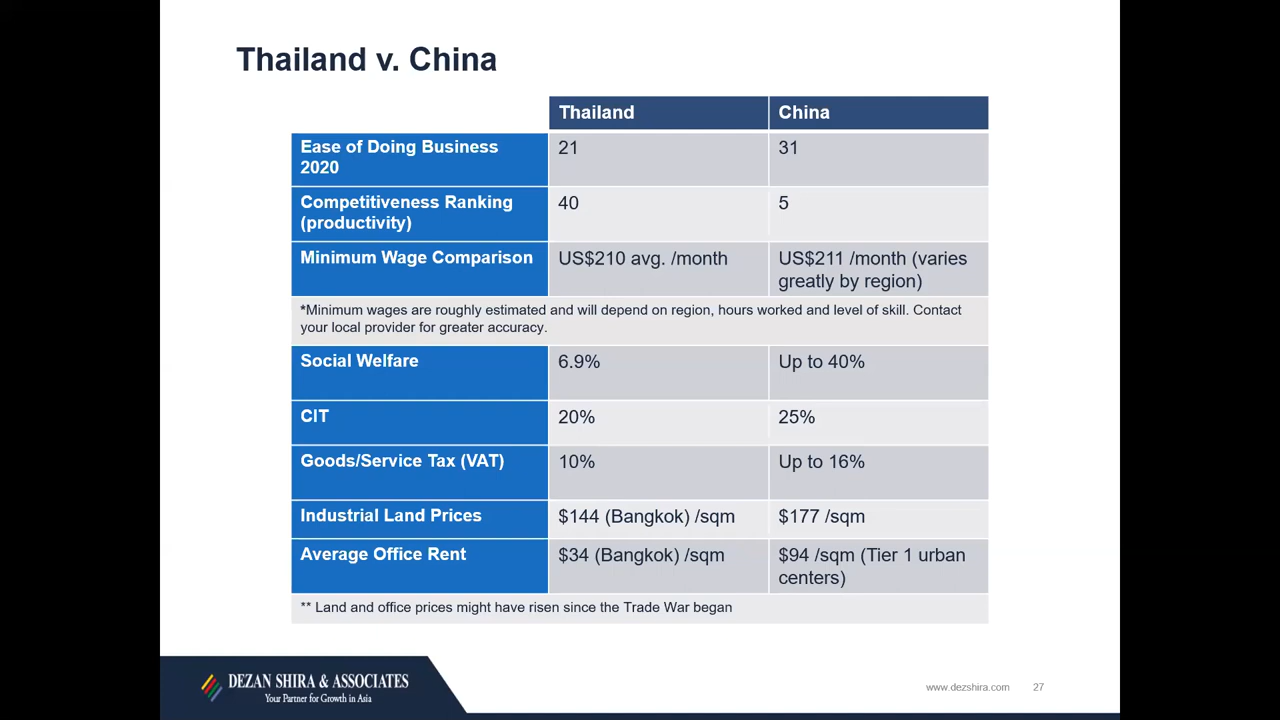 Thailand v. China
Thailand China
Ease of Doing Business
2020
21 31
Competitiveness Ranking
(productivity)
40 5
Minimum Wage Comparison
US$210 avg. /month
US$211 /month (varies
greatly by region)
*Minimum wages are roughly estimated and will depend on region, hours worked and level of skill. Contact
your local provider for greater accuracy.
Social Welfare 6.9% Up to 40%
CIT 20% 25%
Goods/Service Tax (VAT) 10% Up to 16%
Industrial Land Prices $144 (Bangkok) /sqm $177 /sqm
Average Office Rent $34 (Bangkok) /sqm $94 /sqm (Tier 1 urban
centers)
** Land and office prices might have risen since the Trade War began
DEZAN SHIRA & ASSOCIATES
Your Partner for Growth in Asia
www.dezshira.com 27